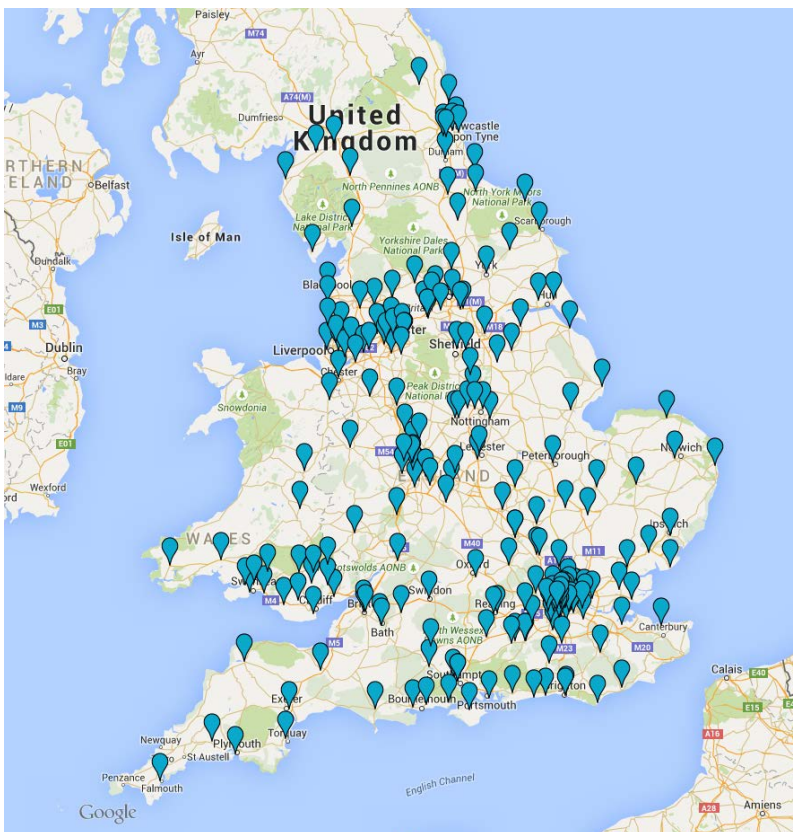 Paisley
M74
Ayr
A74(M)
Dumfries
United
Kingdom
Newcastle
upon Tyne
Durham
NORTHERN
IRELAND
Belfast
North Pennines AONB
Lake District
National Park
North York Moors
National Park
Scarborough
Isle of Man
Yorkshire Dales
National Park
York
Dundalk
Blackpool
Hull
E01
M3
M18
Dublin
Bray
Liverpool
Sheffield
Chester
Peak District
National Park
M9
Snowdonia
Nottingham
E01
M54
Leicester
Norwich
Peterborough
ENGLAND
Wexford
WALES
Ipswich
M40
M11
Cotswolds AONB
Oxford
Swansea
M4
Cardiff
Swindon
Reading
Bath
North Wessex
Downs AONB
Canterbury
M5
M23
M20
Calais
E40
Southampton
Portsmouth
Brighton
E15
Exeter
Bournemouth
A16
Torquay
Newquay
Plymouth
St Austell
Penzance
Falmouth
English Channel
Google
A28
Amiens